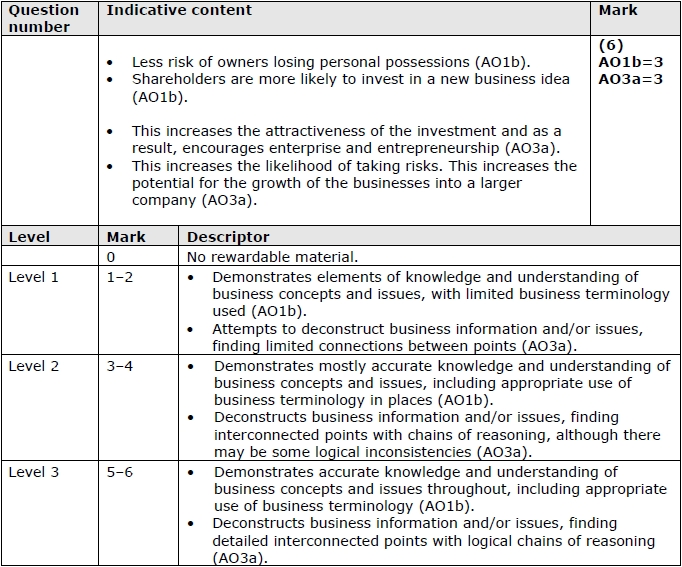 Question number Indicative content Mark
• Less risk of owners losing personal possessions (AO1b).
• Shareholders are more likely to invest in a new business idea
(AO1b).
• This increases the attractiveness of the investment and as a
result, encourages enterprise and entrepreneurship (AO3a).
• This increases the likelihood of taking risks. This increases the
potential for the growth of the businesses into a larger
company (AO3a).
(6)
AO1b=3
AO3a=3
Level Mark Descriptor
0 No rewardable material.
Level 1 1–2 • Demonstrates elements of knowledge and understanding of
business concepts and issues, with limited business terminology
used (AO1b).
• Attempts to deconstruct business information and/or issues,
finding limited connections between points (AO3a).
Level 2 3–4 • Demonstrates mostly accurate knowledge and understanding of
business concepts and issues, including appropriate use of
business terminology in places (AO1b).
• Deconstructs business information and/or issues, finding
interconnected points with chains of reasoning, although there
may be some logical inconsistencies (AO3a).
Level 3 5–6 • Demonstrates accurate knowledge and understanding of
business concepts and issues throughout, including appropriate
use of business terminology (AO1b).
• Deconstructs business information and/or issues, finding
detailed interconnected points with logical chains of reasoning
(AO3a).